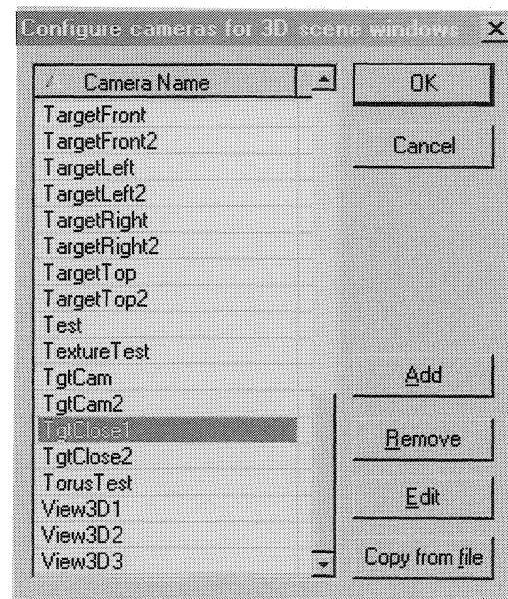 Configure cameras for 3D scene windows
Camera Name
TargetFront
TargetFront2
TargetLeft
TargetLeft2
TargetRight
TargetRight2
TargetTop
TargetTop2
Test
TextureTest
TgtCam
TgtCam2
TgtClose1
TgtClose2
TorusTest
View3D1
View3D2
View3D3
OK
Cancel
Add
Remove
Edit
Copy from file